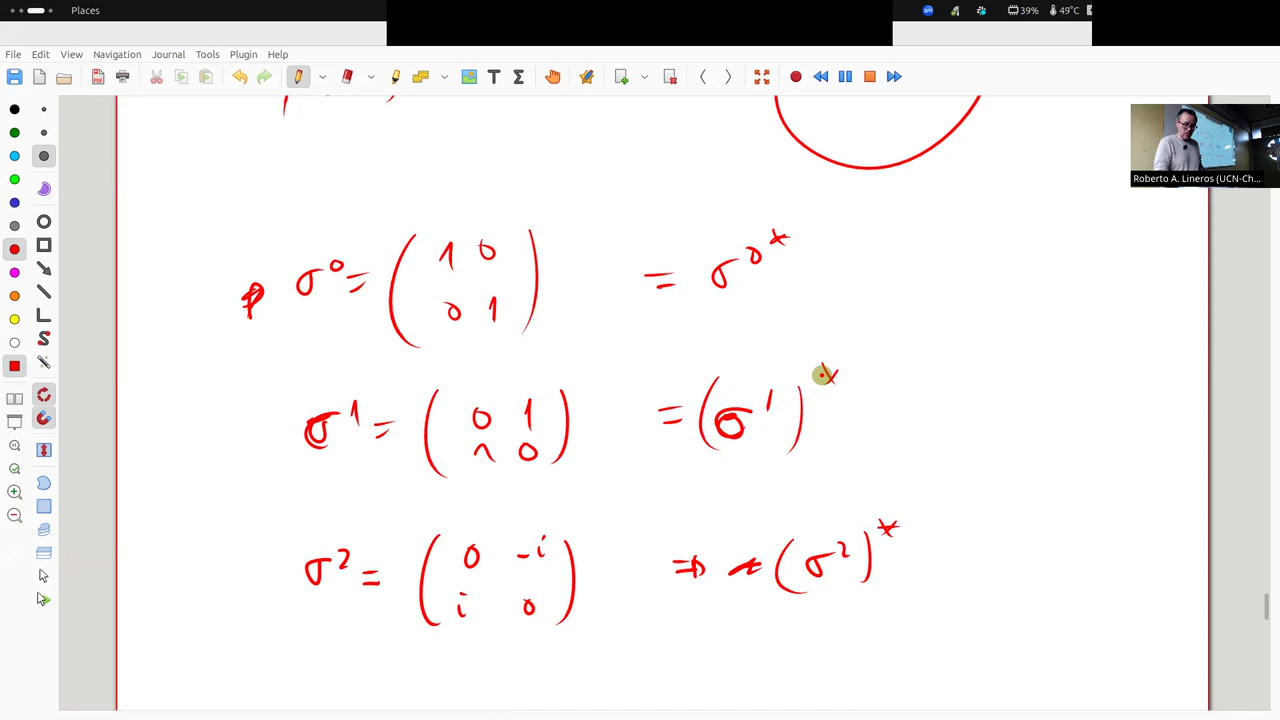 Places
39% 49°C
File Edit View Navigation Journal Tools Plugin Help
Roberto A. Lineros (UCN-Ch...
σ⁰ = ( 1 0 = σ⁰*
0 1 )
σ¹ = ( 0 1 = (σ¹)*
1 0 )
σ² = ( 0 -i ⇒ (σ²)*
i 0 )